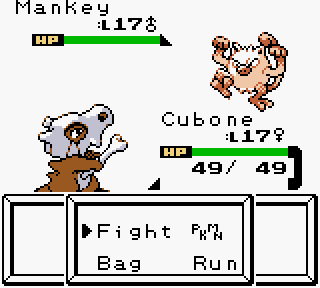 Mankey
:L17♂
HP
Cubone
:L17♀
HP
49/ 49
▶Fight PKMN
Bag Run